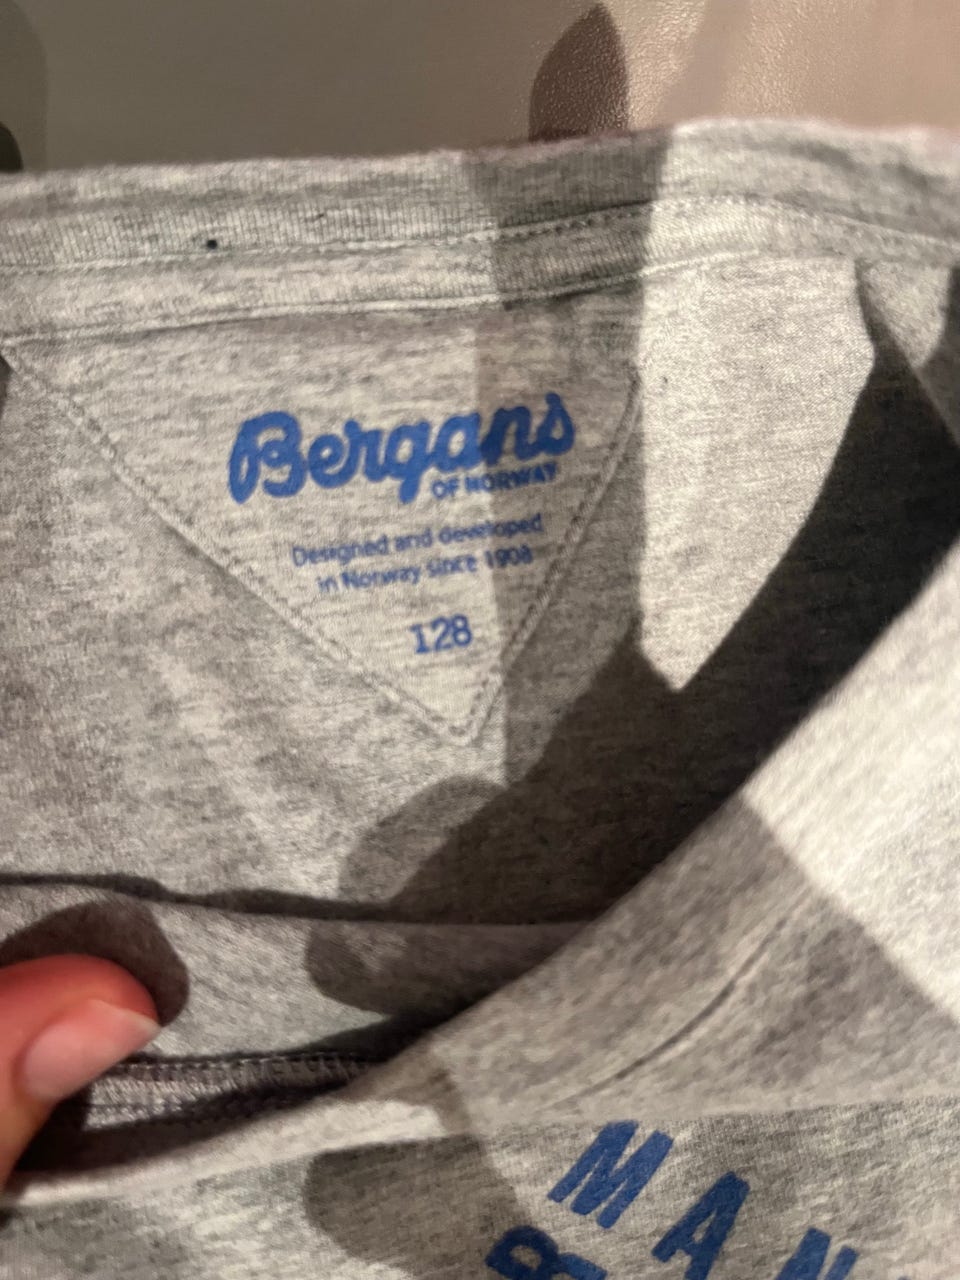 Bergans
OF NORWAY
Designed and developed
in Norway since 1908
128
MAN